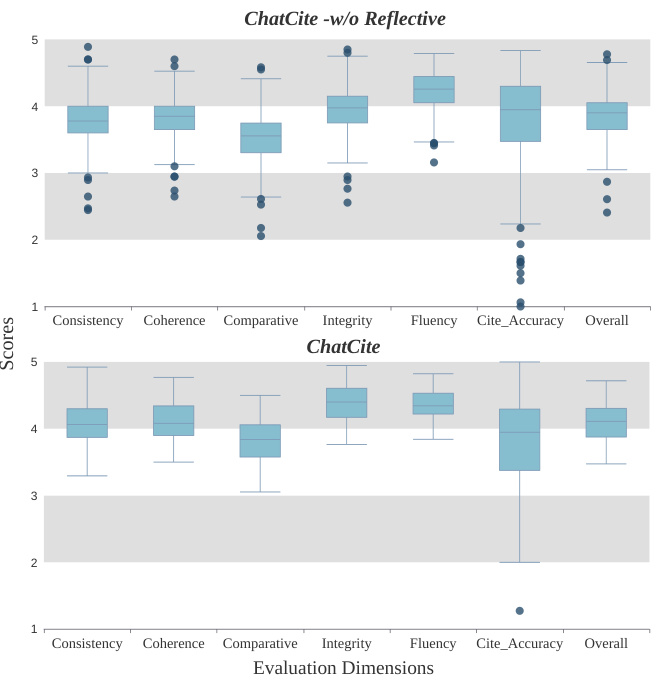 ChatCite -w/o Reflective
5
4
3
2
1
Consistency Coherence Comparative Integrity Fluency Cite_Accuracy Overall
Scores
ChatCite
5
4
3
2
1
Consistency Coherence Comparative Integrity Fluency Cite_Accuracy Overall
Evaluation Dimensions